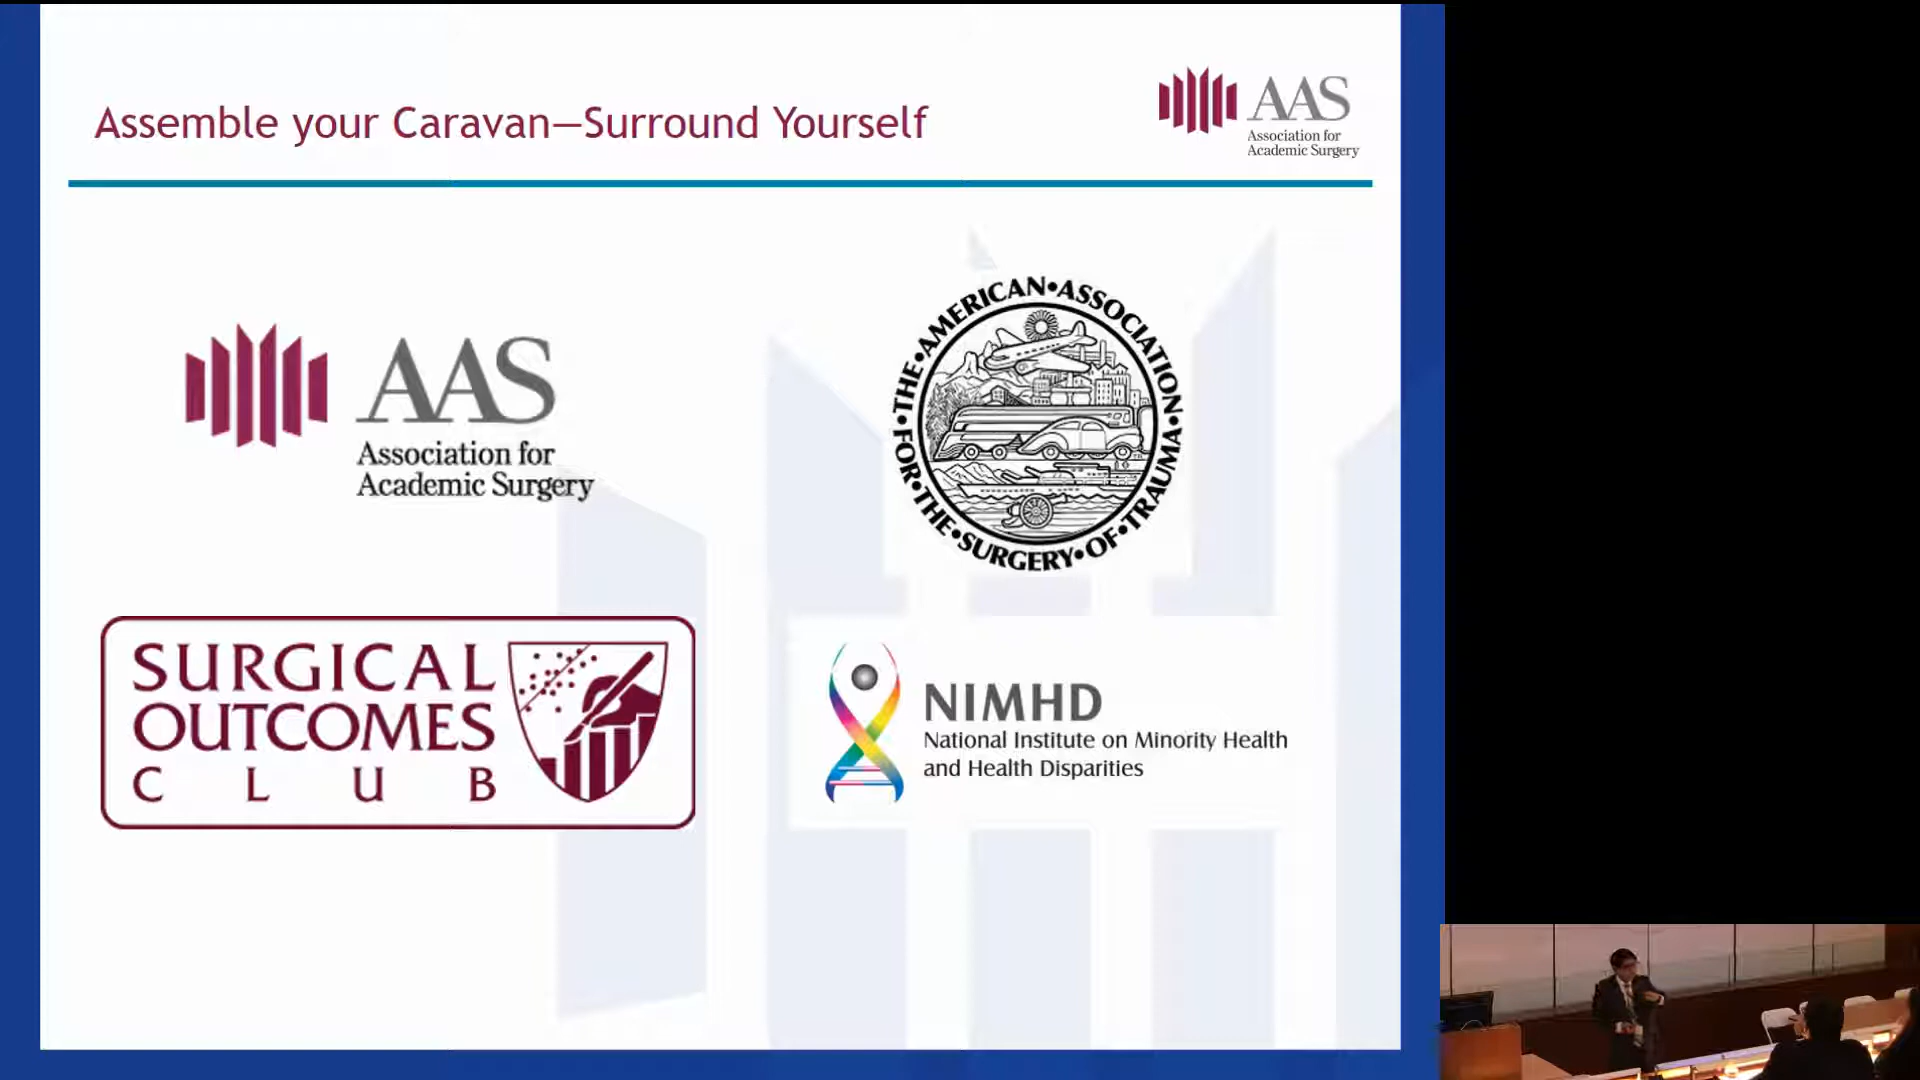 Assemble your Caravan—Surround Yourself
AAS
Association for
Academic Surgery
AAS
Association for
Academic Surgery
•THE•AMERICAN•ASSOCIATION•
FOR•THE•SURGERY•OF•TRAUMA•
SURGICAL
OUTCOMES
CLUB
NIMHD
National Institute on Minority Health
and Health Disparities